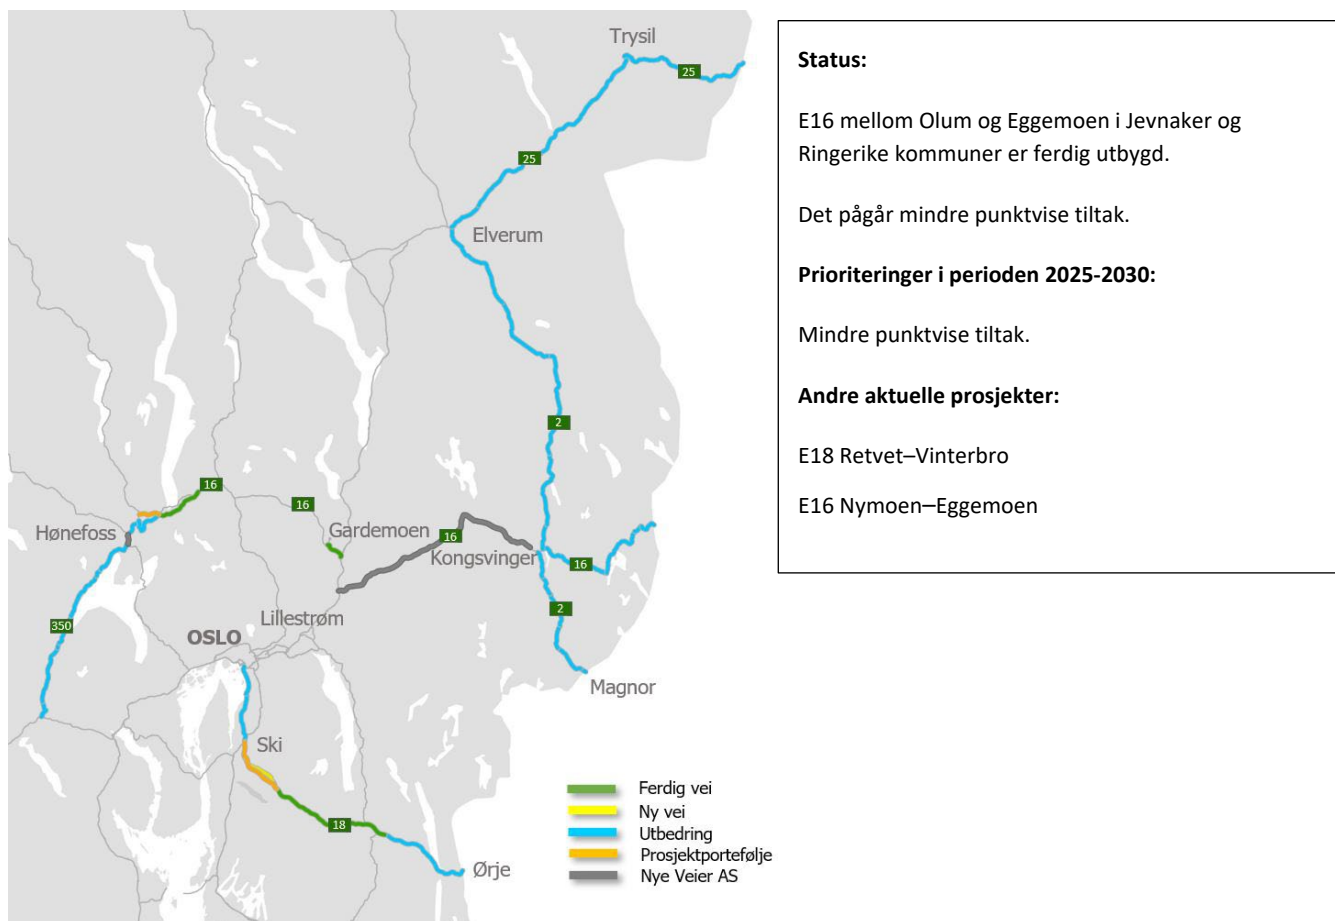 Trysil
25
25
Elverum
2
16
16
Hønefoss
Gardemoen
16
Kongsvinger
16
2
350
Lillestrøm
OSLO
Magnor
Ski
18
Ørje
Ferdig vei
Ny vei
Utbedring
Prosjektportefølje
Nye Veier AS
Status:
E16 mellom Olum og Eggemoen i Jevnaker og
Ringerike kommuner er ferdig utbygd.
Det pågår mindre punktvise tiltak.
Prioriteringer i perioden 2025-2030:
Mindre punktvise tiltak.
Andre aktuelle prosjekter:
E18 Retvet–Vinterbro
E16 Nymoen–Eggemoen